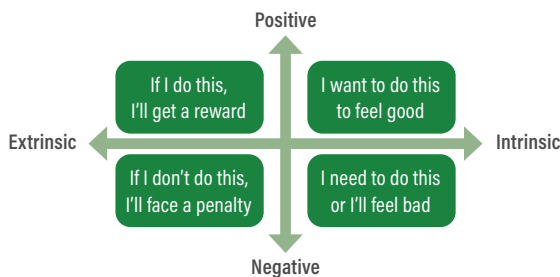 Positive
If I do this,
I'll get a reward
I want to do this
to feel good
Extrinsic
Intrinsic
If I don't do this,
I'll face a penalty
I need to do this
or I'll feel bad
Negative